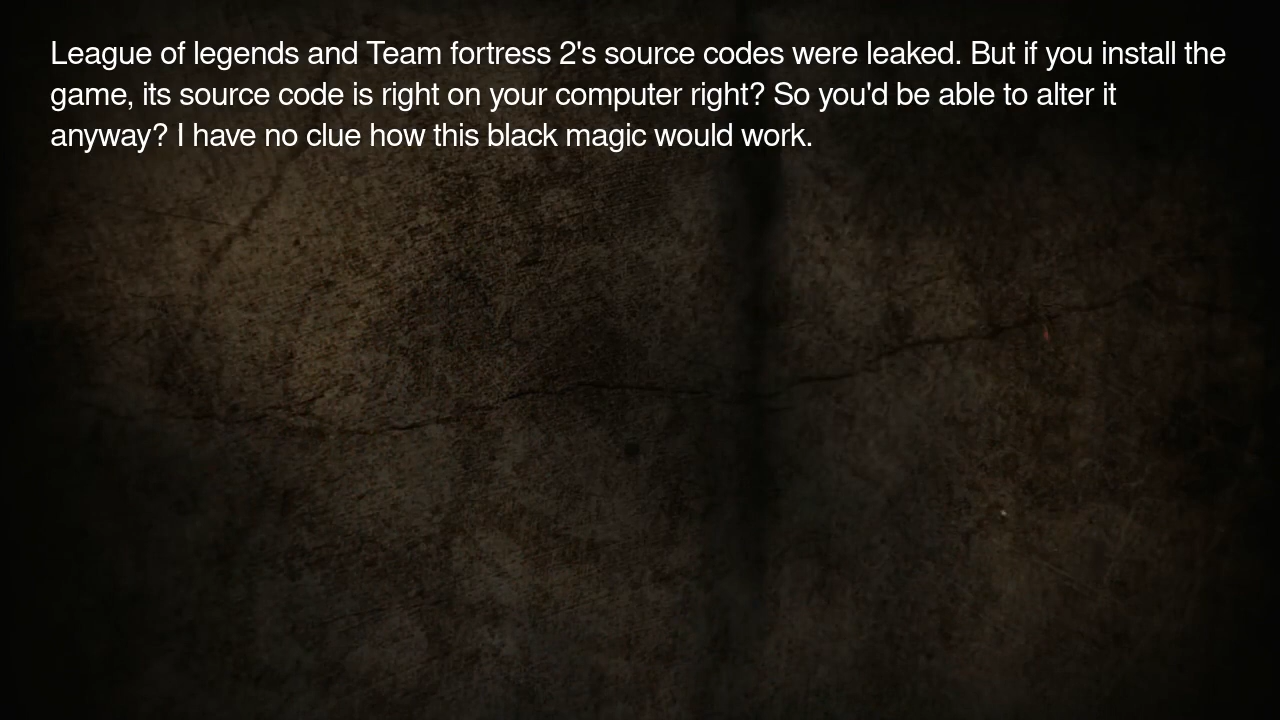 League of legends and Team fortress 2's source codes were leaked. But if you install the
game, its source code is right on your computer right? So you'd be able to alter it
anyway? I have no clue how this black magic would work.